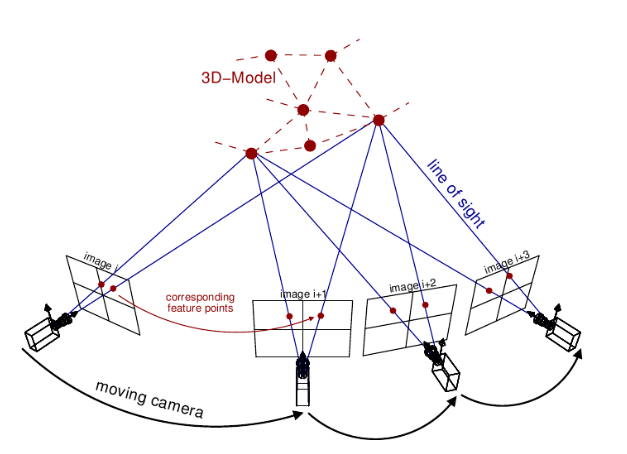 3D−Model
line of sight
image i
image i+1
image i+2
image i+3
corresponding
feature points
moving camera